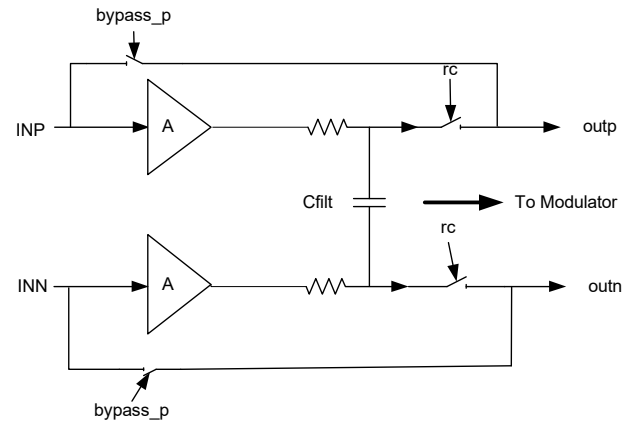 bypass_p
rc
INP
A
outp
Cfilt
To Modulator
rc
INN
A
outn
bypass_p